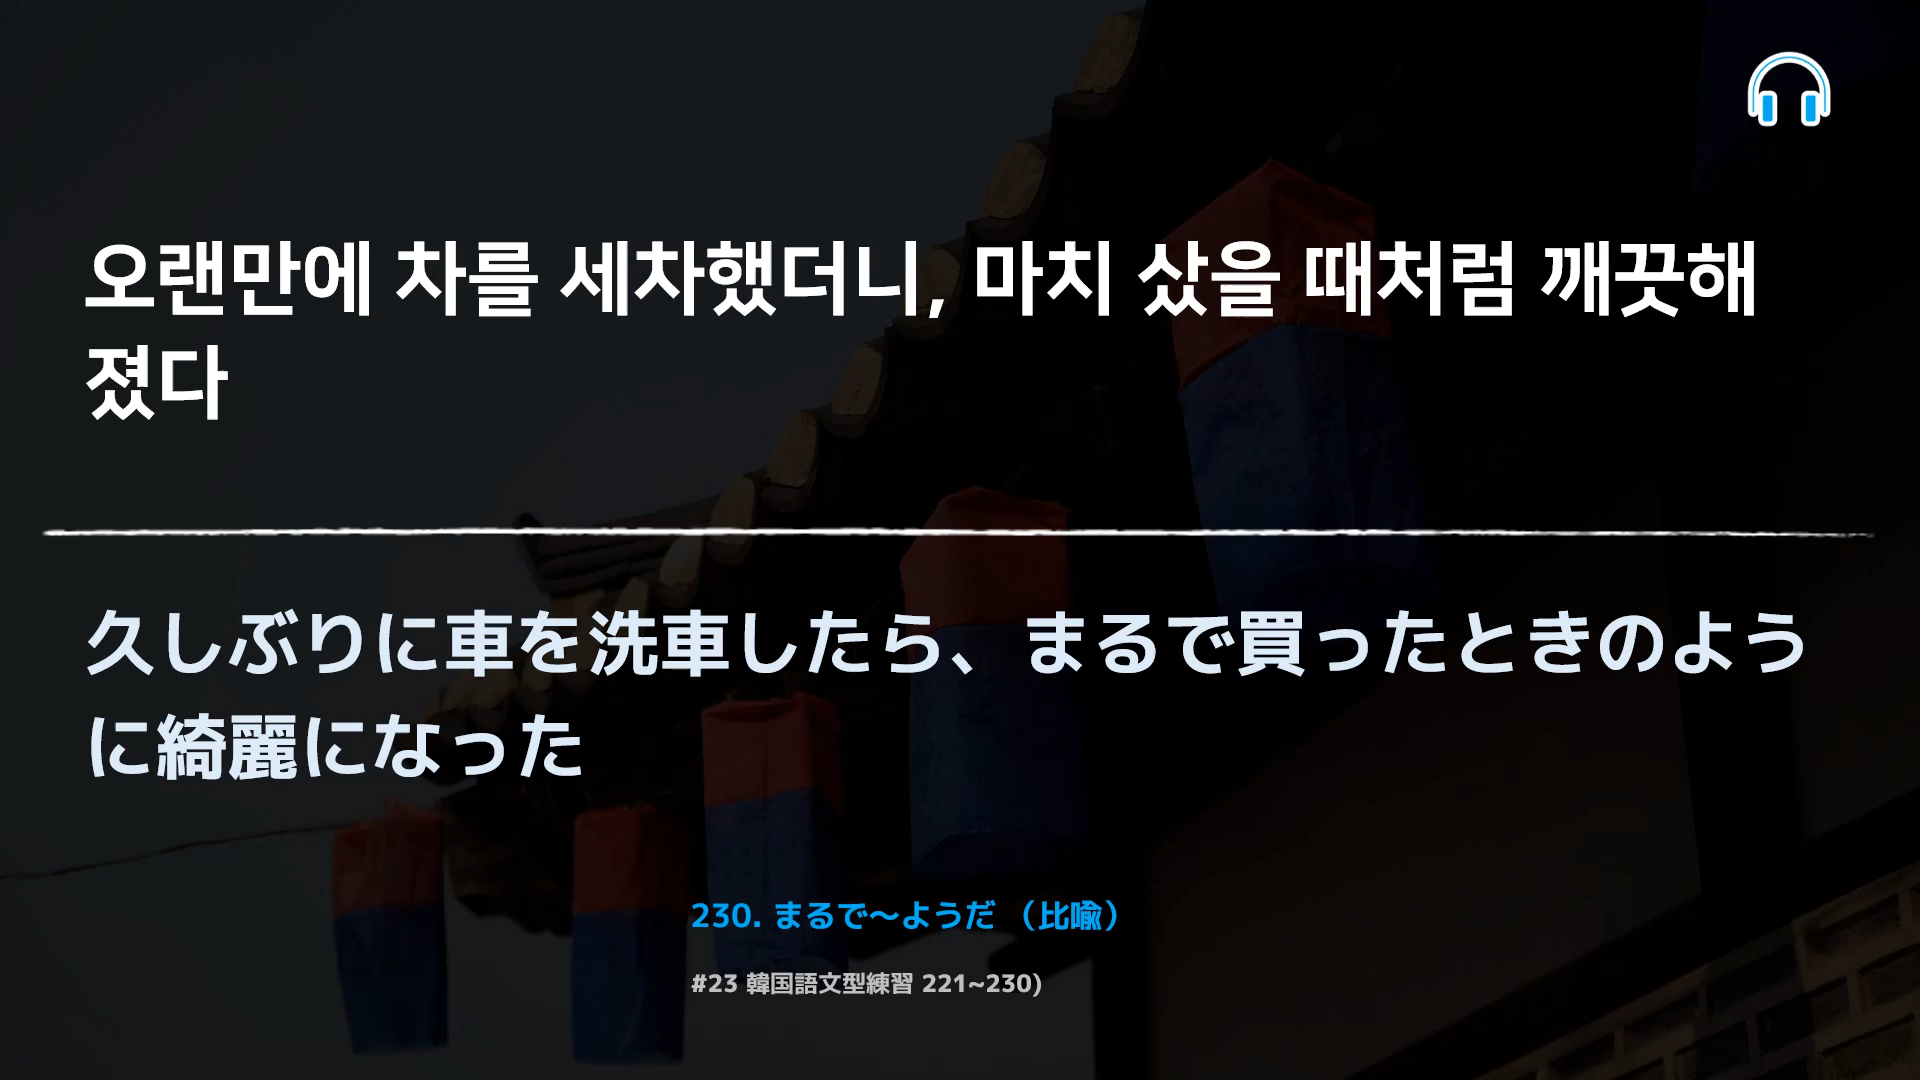 오랜만에 차를 세차했더니, 마치 샀을 때처럼 깨끗해
졌다
久しぶりに車を洗車したら、まるで買ったときのよう
に綺麗になった
230. まるで～ようだ （比喩）
#23 韓国語文型練習 221~230)